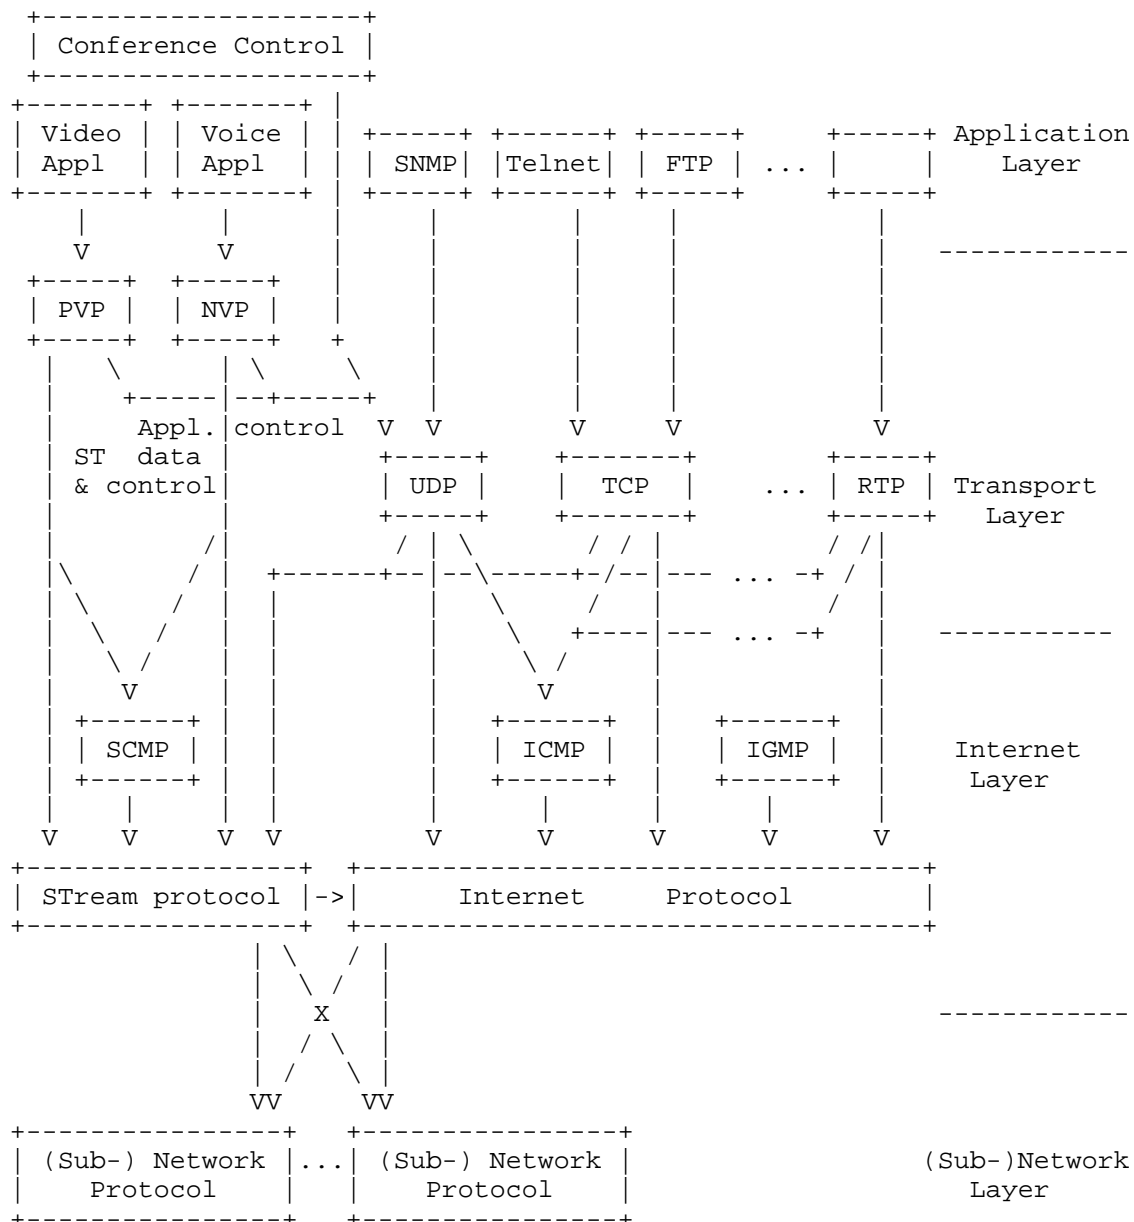 Conference Control
Video Voice
Appl Appl SNMP Telnet FTP ... Application Layer
PVP NVP
Appl. control
ST data
& control UDP TCP ... RTP Transport
Layer
...
...
SCMP ICMP IGMP Internet
Layer
STream protocol -> Internet Protocol
X
(Sub-) Network ... (Sub-) Network (Sub-)Network
Protocol Protocol Layer